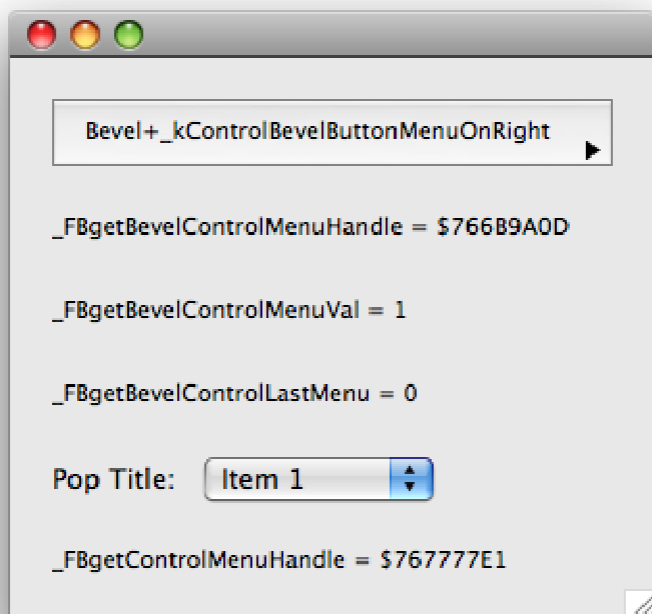 Bevel+_kControlBevelButtonMenuOnRight
_FBgetBevelControlMenuHandle = $766B9A0D
_FBgetBevelControlMenuVal = 1
_FBgetBevelControlLastMenu = 0
Pop Title: Item 1
_FBgetControlMenuHandle = $767777E1